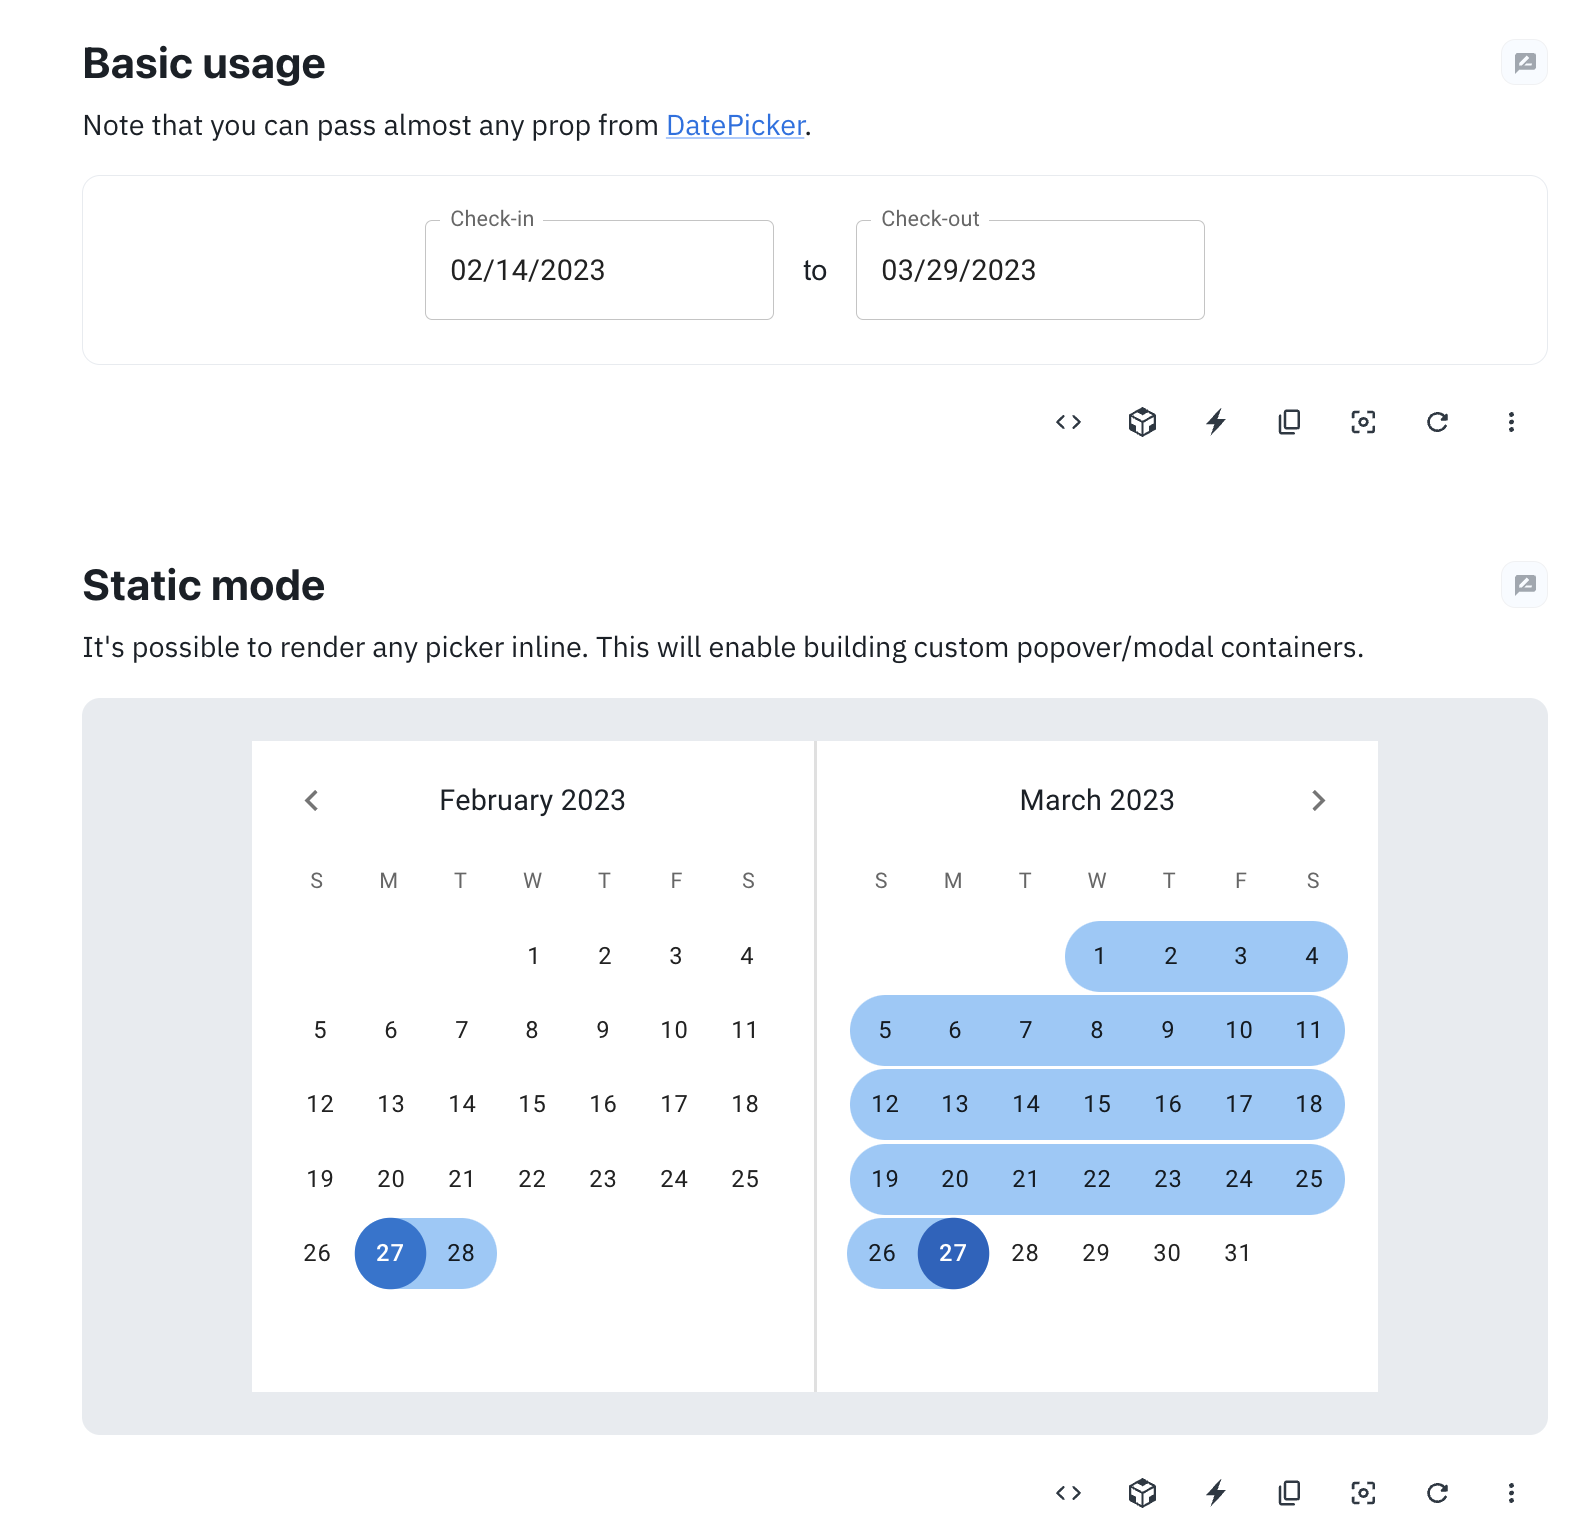 Basic usage
Note that you can pass almost any prop from DatePicker.
Check-in
Check-out
02/14/2023
to
03/29/2023
Static mode
It's possible to render any picker inline. This will enable building custom popover/modal containers.
February 2023
S M T W T F S
1 2 3 4
5 6 7 8 9 10 11
12 13 14 15 16 17 18
19 20 21 22 23 24 25
26 27 28
March 2023
S M T W T F S
1 2 3 4
5 6 7 8 9 10 11
12 13 14 15 16 17 18
19 20 21 22 23 24 25
26 27 28 29 30 31